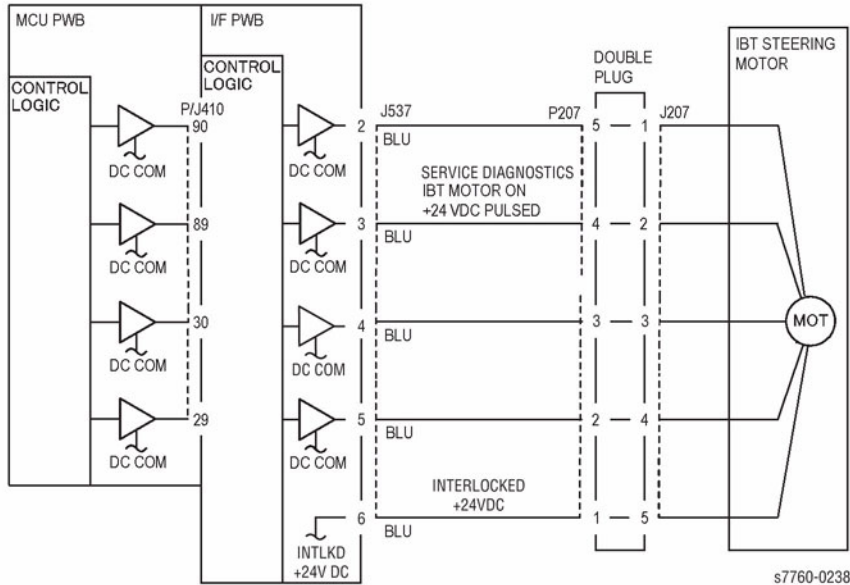 MCU PWB
I/F PWB
IBT STEERING
MOTOR
DOUBLE
PLUG
CONTROL
LOGIC
CONTROL
LOGIC
P/J410
J537
P207
J207
90
2
5
1
BLU
DC COM
DC COM
SERVICE DIAGNOSTICS
IBT MOTOR ON
+24 VDC PULSED
89
3
4
2
BLU
DC COM
DC COM
30
4
3
3
MOT
BLU
DC COM
DC COM
29
5
2
4
BLU
DC COM
DC COM
INTERLOCKED
+24VDC
6
1
5
BLU
INTLKD
+24V DC
s7760-0238